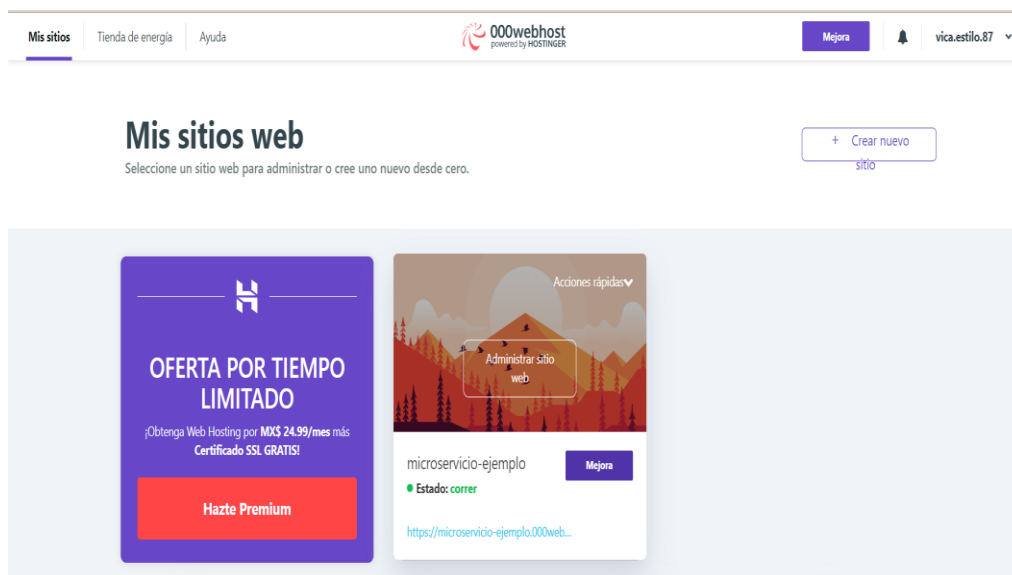 Mis sitios
Tienda de energía
Ayuda
000webhost
powered by HOSTINGER
Mejora
vica.estilo.87
Mis sitios web
Seleccione un sitio web para administrar o cree uno nuevo desde cero.
+ Crear nuevo
sitio
OFERTA POR TIEMPO
LIMITADO
¡Obtenga Web Hosting por MX$ 24.99/mes más
Certificado SSL GRATIS!
Hazte Premium
Acciones rápidas
Administrar sitio
web
microservicio-ejemplo
Mejora
Estado: correr
https://microservicio-ejemplo.000web...